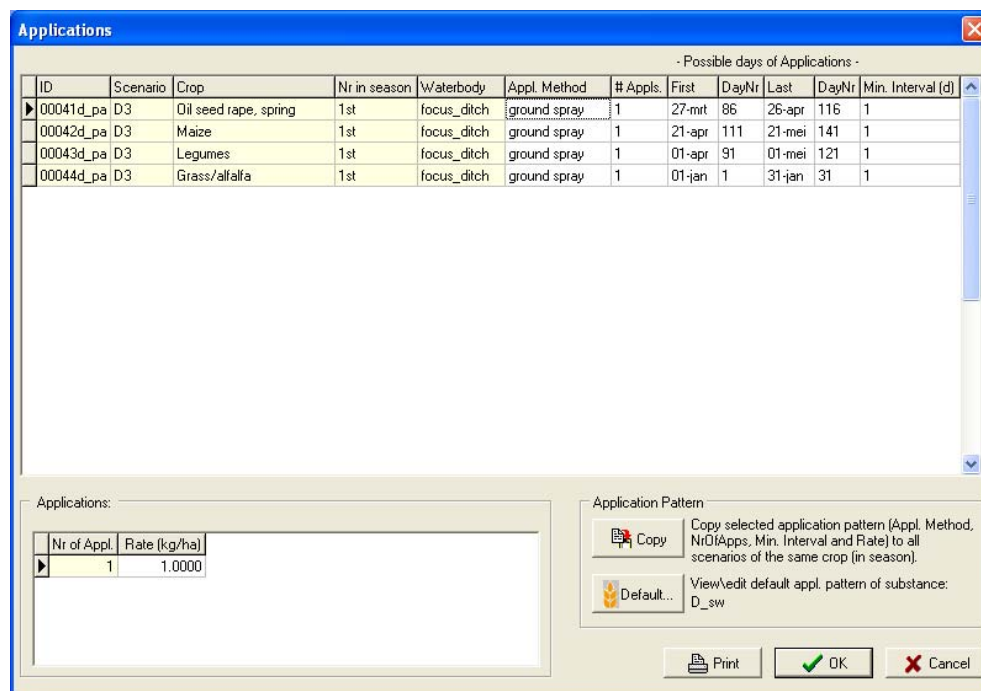 Applications
- Possible days of Applications -
ID Scenario Crop Nr in season Waterbody Appl. Method # Appls. First DayNr Last DayNr Min. Interval (d)
00041d_pa D3 Oil seed rape, spring 1st focus_ditch ground spray 1 27-mrt 86 26-apr 116 1
00042d_pa D3 Maize 1st focus_ditch ground spray 1 21-apr 111 21-mei 141 1
00043d_pa D3 Legumes 1st focus_ditch ground spray 1 01-apr 91 01-mei 121 1
00044d_pa D3 Grass/alfalfa 1st focus_ditch ground spray 1 01-jan 1 31-jan 31 1
Applications:
Nr of Appl. Rate (kg/ha)
1 1.0000
Application Pattern
Copy
Copy selected application pattern (Appl. Method,
NrOfApps, Min. Interval and Rate) to all
scenarios of the same crop (in season).
Default...
View\edit default appl. pattern of substance:
D_sw
Print OK Cancel